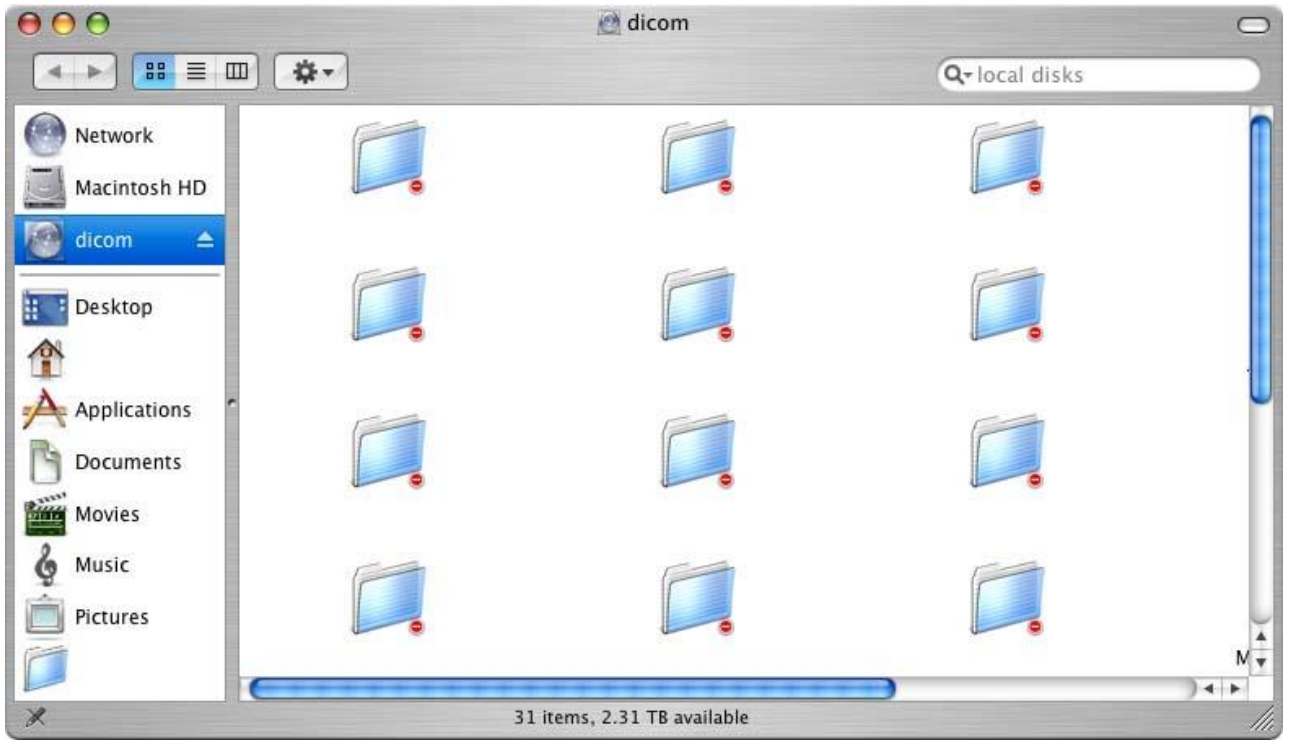 dicom
local disks
Network
Macintosh HD
dicom
Desktop
Applications
Documents
Movies
Music
Pictures
M
31 items, 2.31 TB available